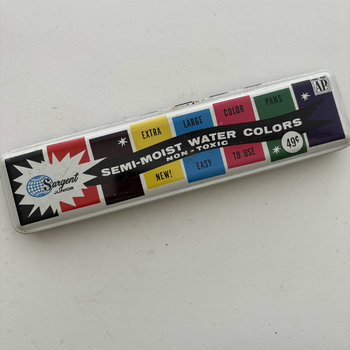 EXTRA LARGE COLOR PANS
AP
SEMI-MOIST WATER COLORS
NON-TOXIC
49¢
NEW! EASY TO USE
Sargent